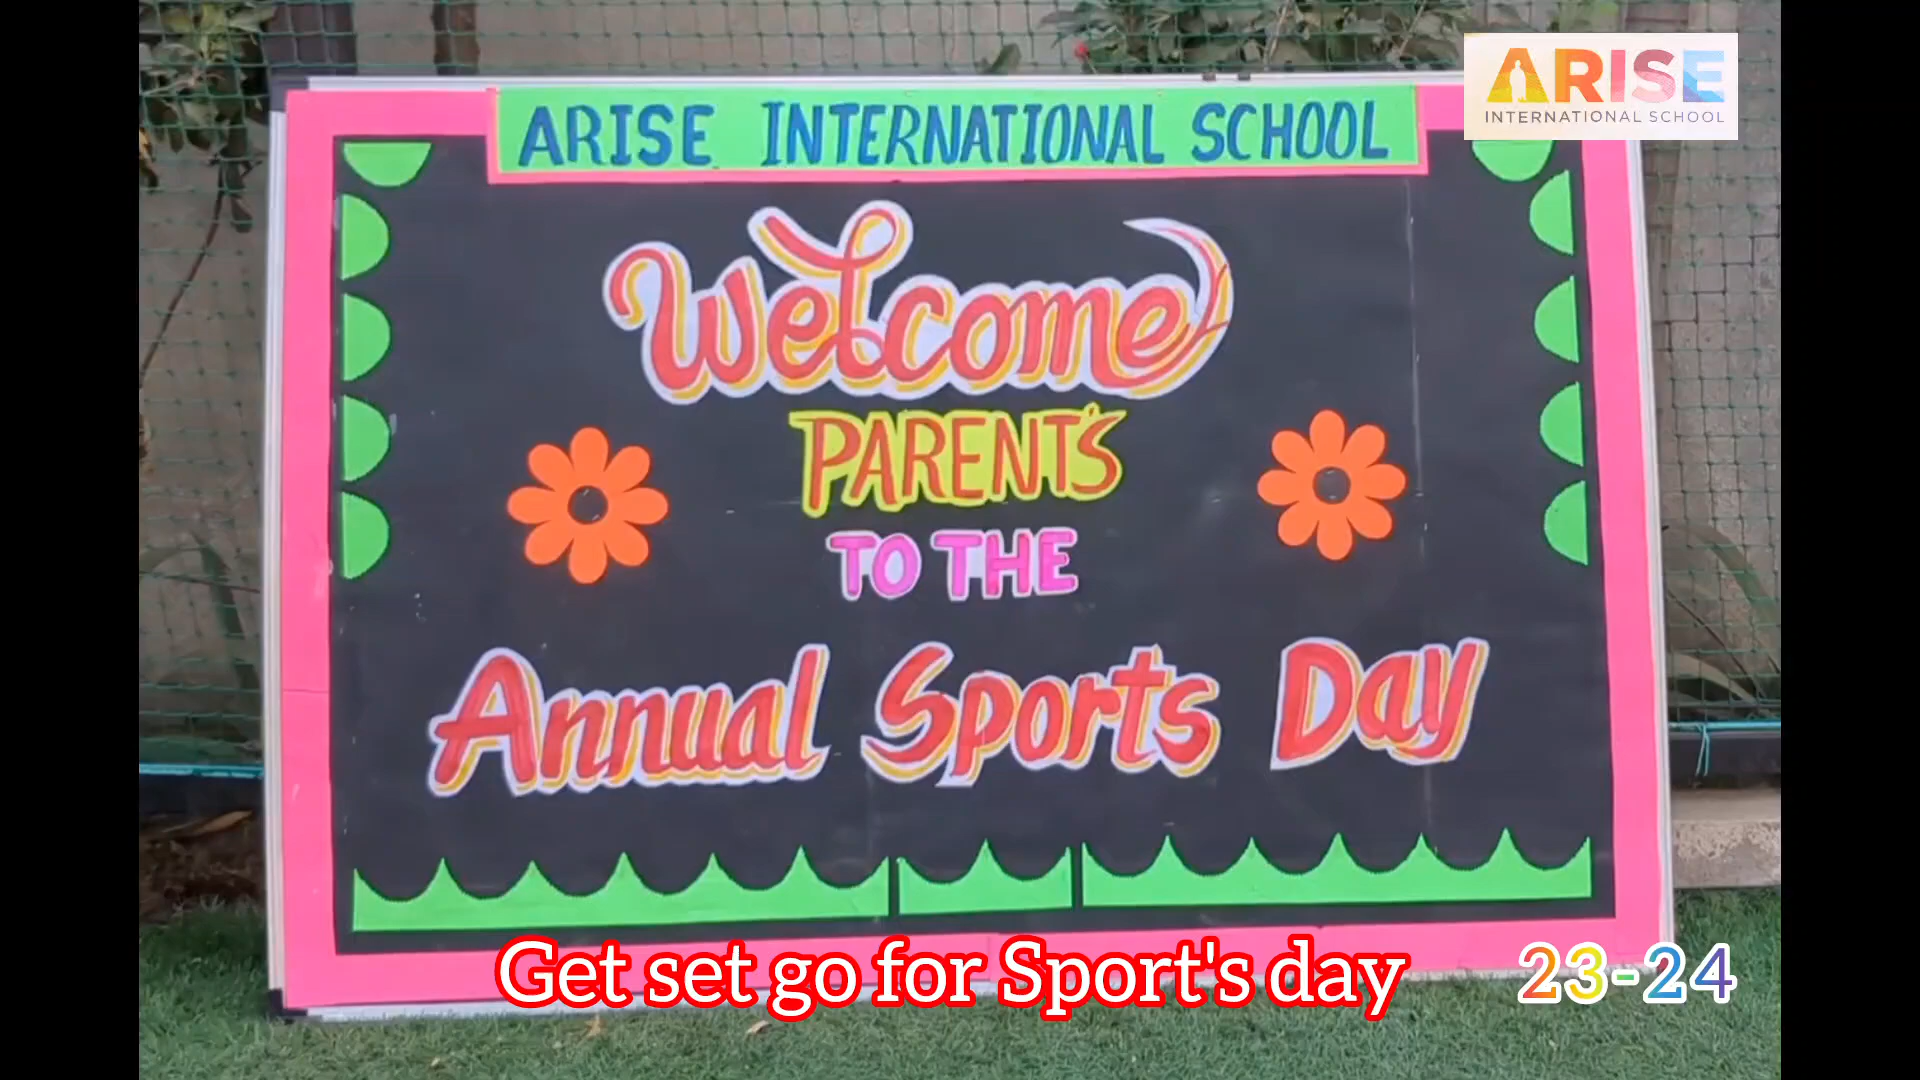 ARISE
INTERNATIONAL SCHOOL
ARISE INTERNATIONAL SCHOOL
Welcome
PARENT'S
TO THE
Annual Sports Day
Get set go for Sport's day
23-24